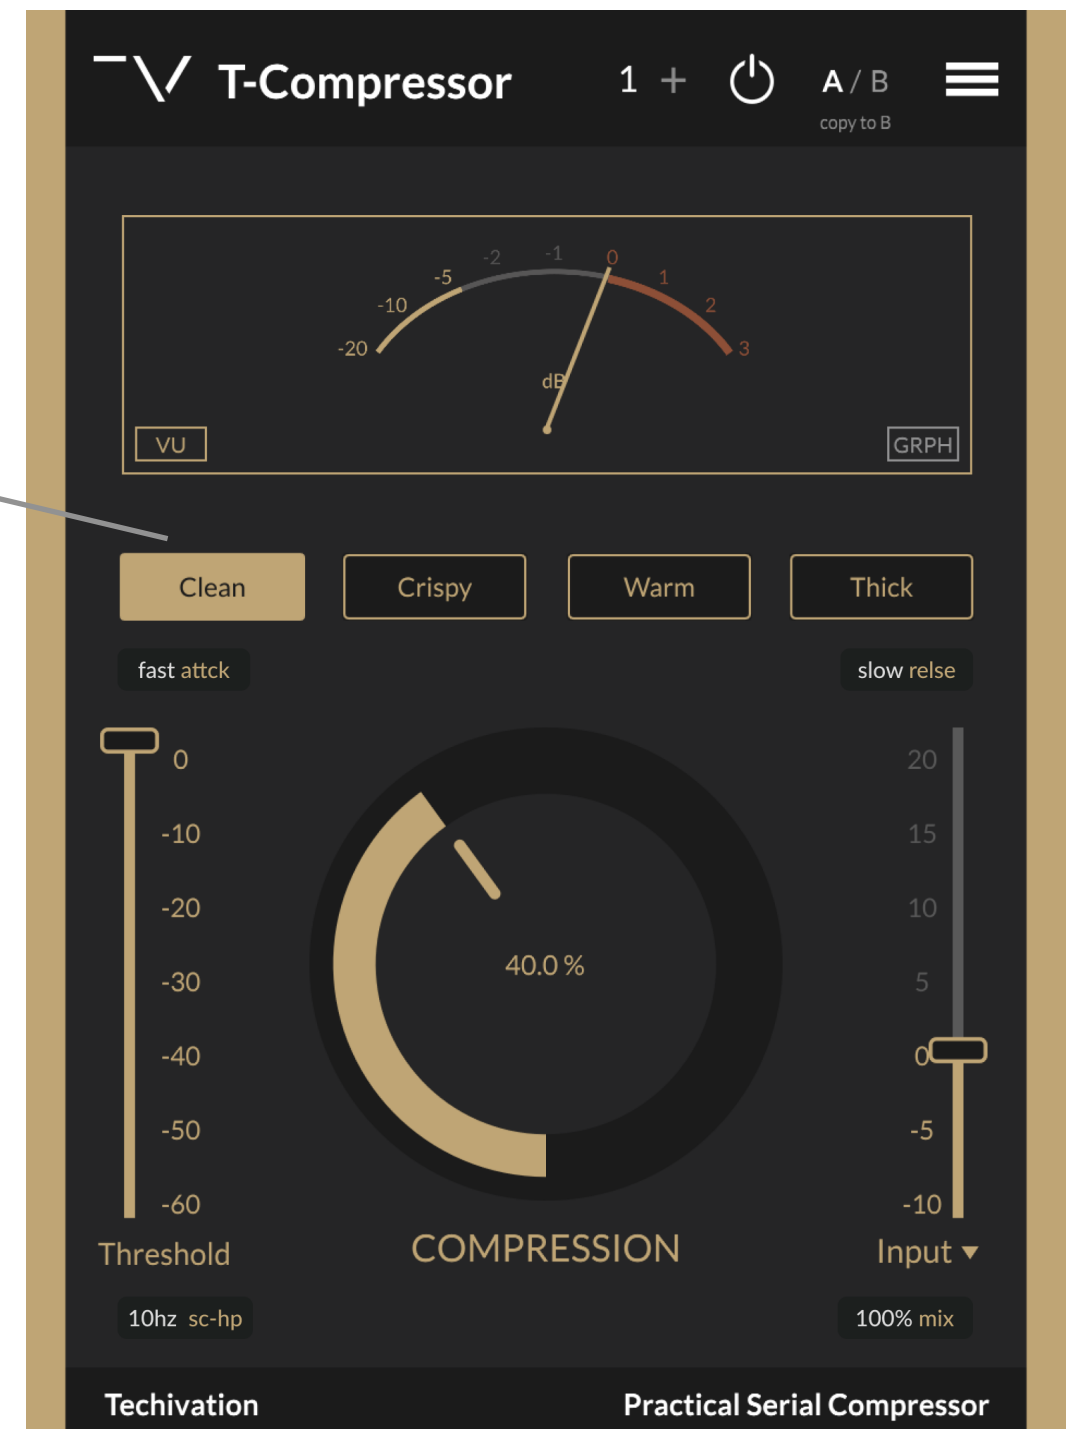 T-Compressor 1 + A / B
copy to B
-20 -10 -5 -2 -1 0 1 2 3
dB
VU GRPH
Clean Crispy Warm Thick
fast attck slow relse
0 20
-10 15
-20 10
-30 5
40.0 %
-40 0
-50 -5
-60 -10
Threshold COMPRESSION Input
10hz sc-hp 100% mix
Techivation Practical Serial Compressor